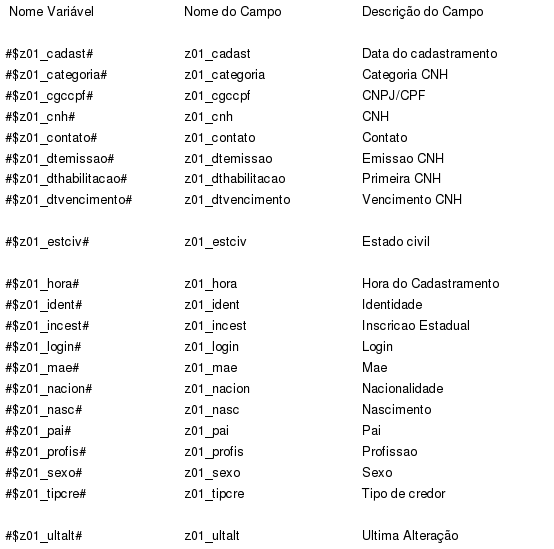 Nome Variável Nome do Campo Descrição do Campo
#$z01_cadast# z01_cadast Data do cadastramento
#$z01_categoria# z01_categoria Categoria CNH
#$z01_cgccpf# z01_cgccpf CNPJ/CPF
#$z01_cnh# z01_cnh CNH
#$z01_contato# z01_contato Contato
#$z01_dtemissao# z01_dtemissao Emissao CNH
#$z01_dthabilitacao# z01_dthabilitacao Primeira CNH
#$z01_dtvencimento# z01_dtvencimento Vencimento CNH
#$z01_estciv# z01_estciv Estado civil
#$z01_hora# z01_hora Hora do Cadastramento
#$z01_ident# z01_ident Identidade
#$z01_incest# z01_incest Inscricao Estadual
#$z01_login# z01_login Login
#$z01_mae# z01_mae Mae
#$z01_nacion# z01_nacion Nacionalidade
#$z01_nasc# z01_nasc Nascimento
#$z01_pai# z01_pai Pai
#$z01_profis# z01_profis Profissao
#$z01_sexo# z01_sexo Sexo
#$z01_tipcre# z01_tipcre Tipo de credor
#$z01_ultalt# z01_ultalt Ultima Alteração